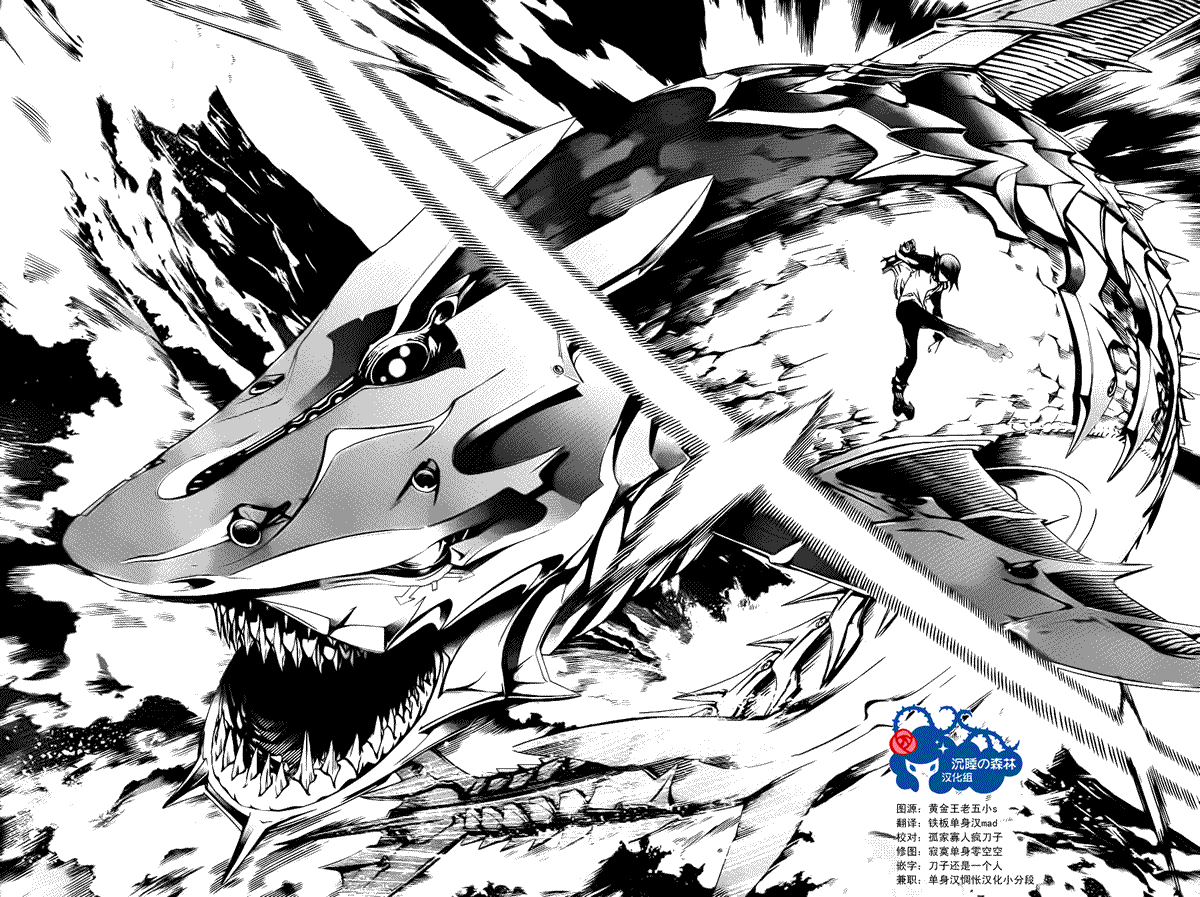 沉睡の森林
汉化组
图源：黄金王老五小s
翻译：铁板单身汉mad
校对：孤家寡人疯刀子
修图：寂寞单身零空空
嵌字：刀子还是一个人
兼职：单身汉惆怅汉化小分段